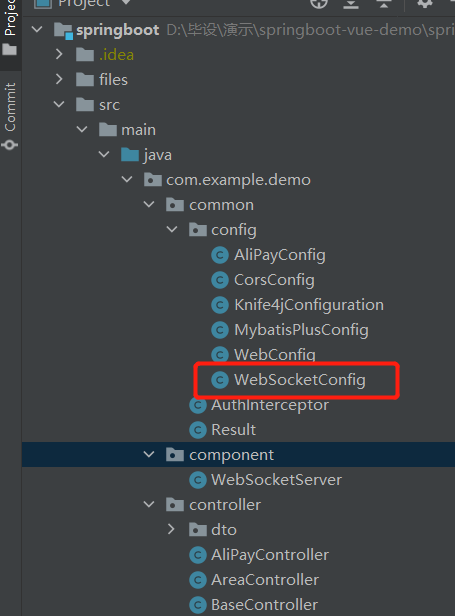 Project
Project
Commit
springboot D:\毕设\演示\springboot-vue-demo\spri
.idea
files
src
main
java
com.example.demo
common
config
AliPayConfig
CorsConfig
Knife4jConfiguration
MybatisPlusConfig
WebConfig
WebSocketConfig
AuthInterceptor
Result
component
WebSocketServer
controller
dto
AliPayController
AreaController
BaseController